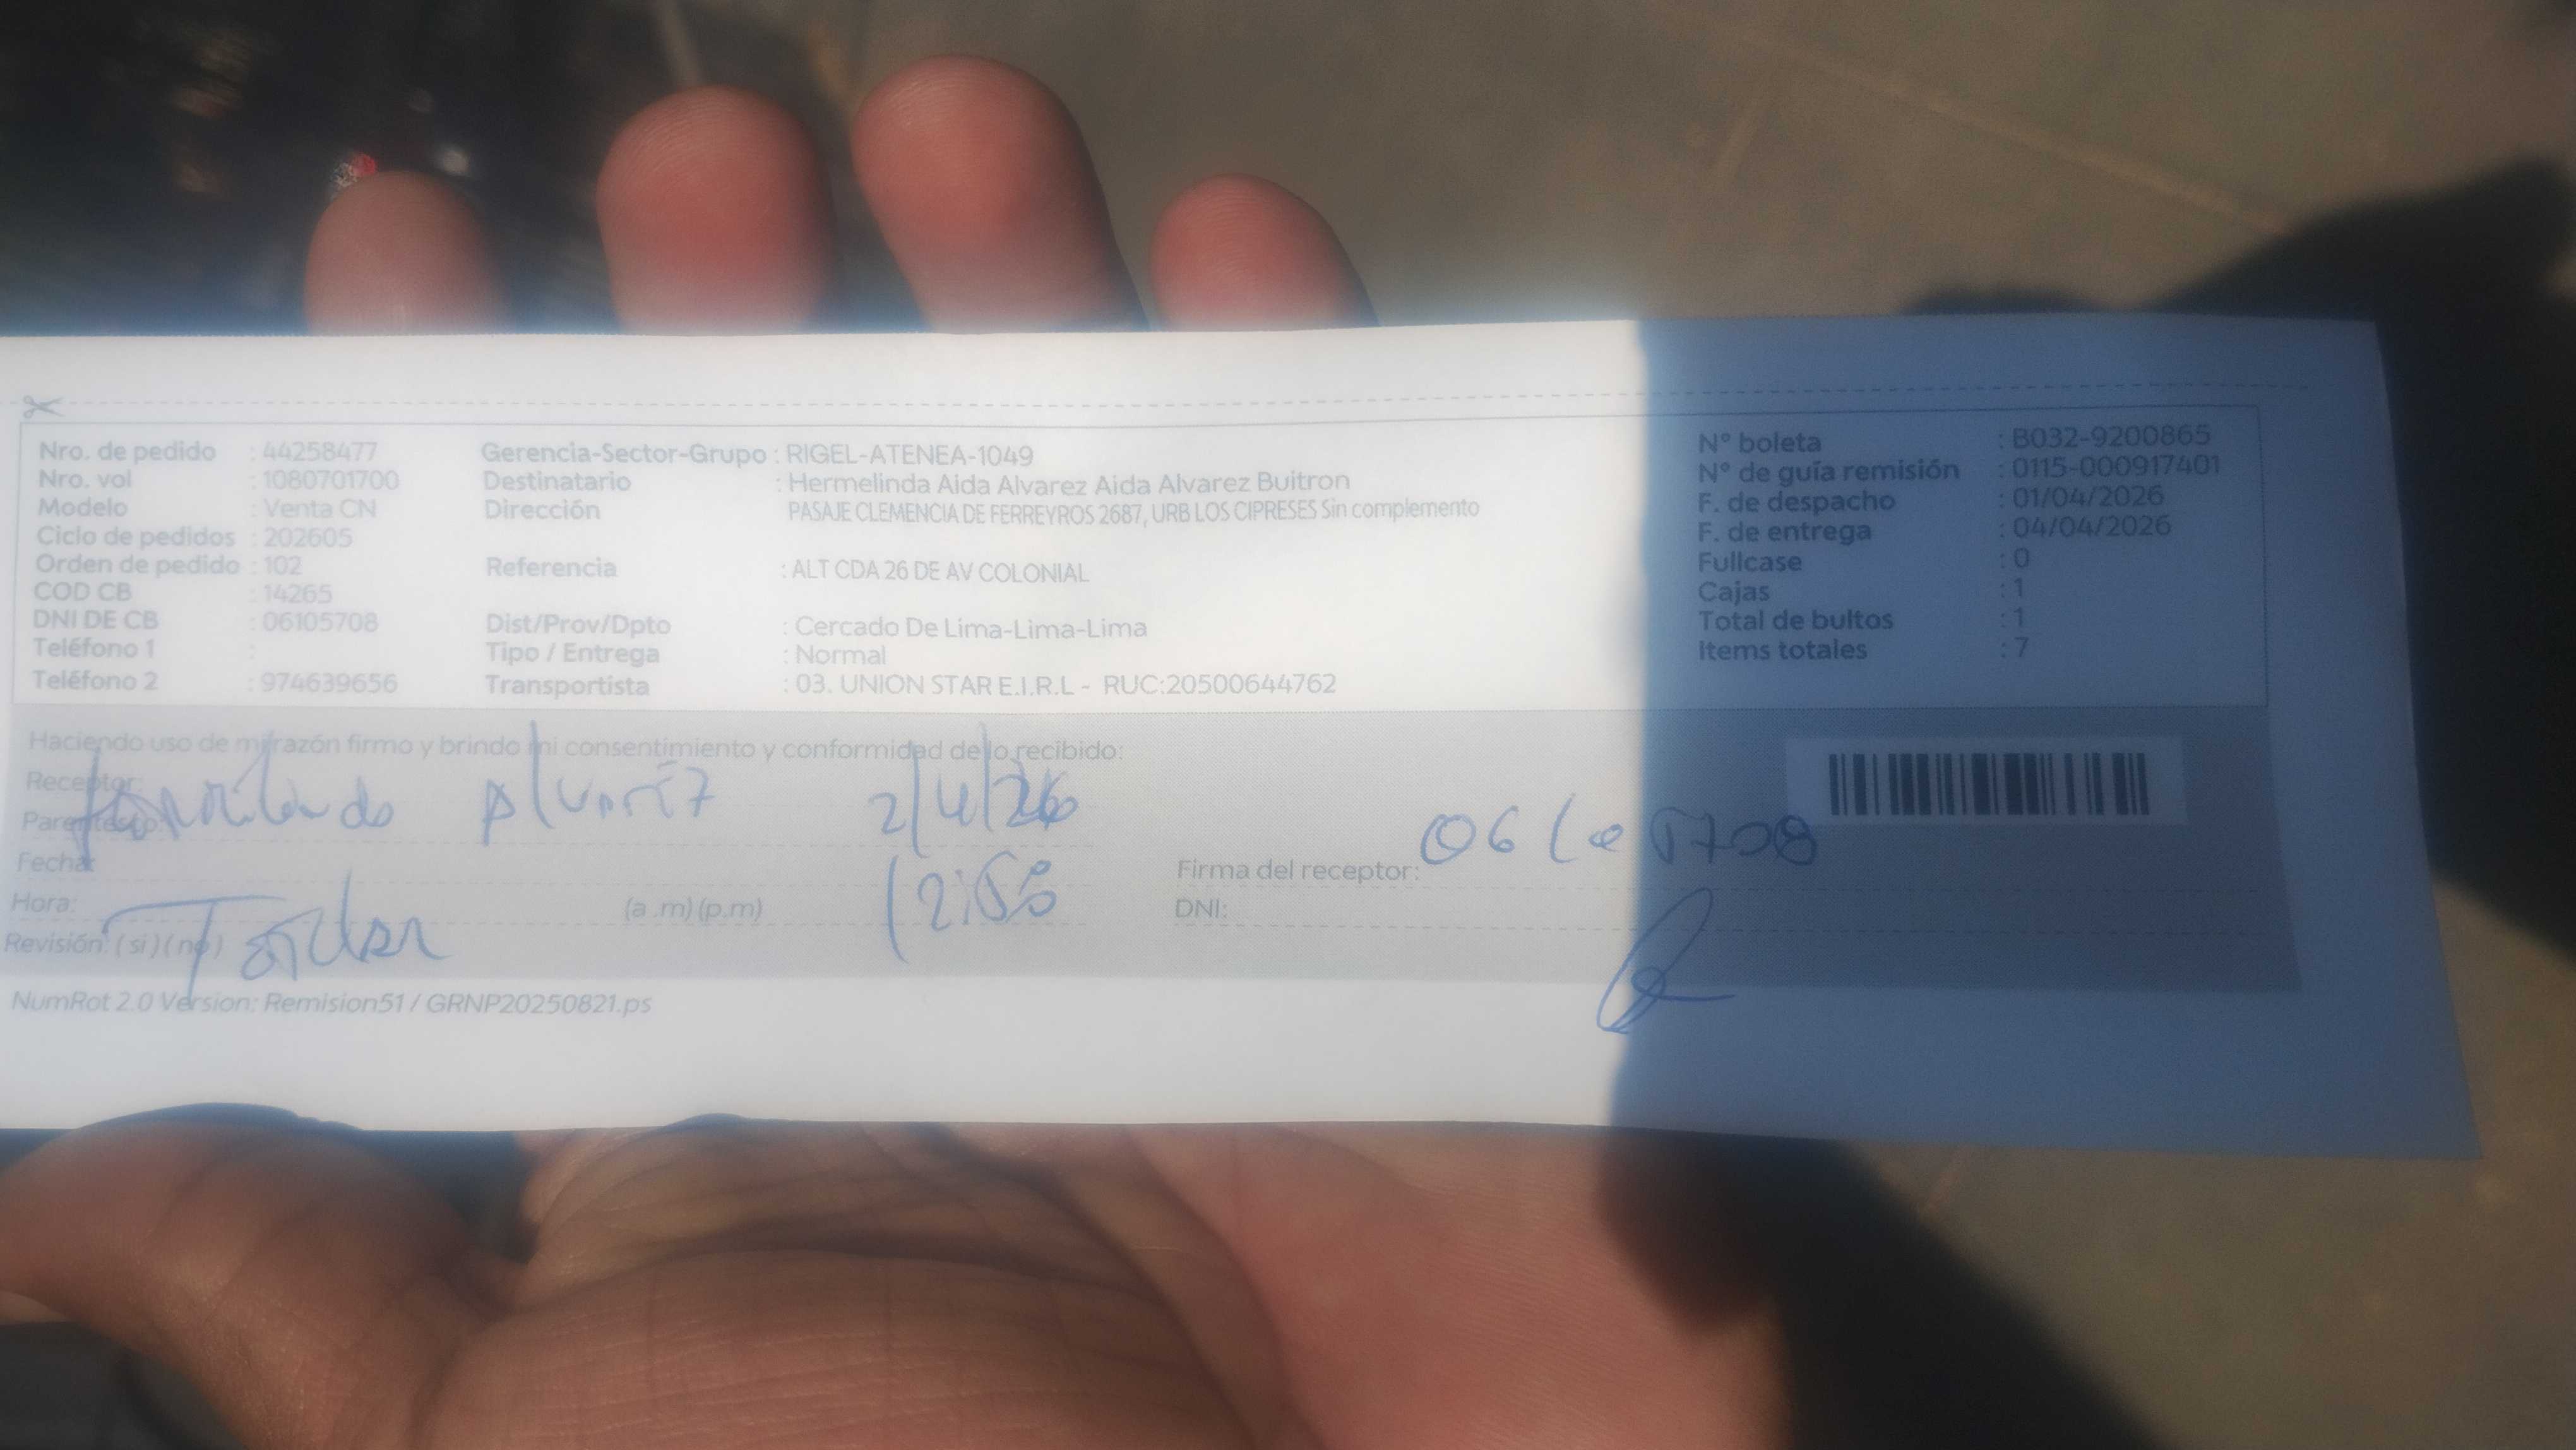 Nro. de pedido : 44258477
Nro. vol : 1080701700
Modelo : Venta CN
Ciclo de pedidos : 202605
Orden de pedido : 102
COD CB : 14265
DNI DE CB : 06105708
Teléfono 1 :
Teléfono 2 : 974639656
Gerencia-Sector-Grupo : RIGEL-ATENEA-1049
Destinatario : Hermelinda Aida Alvarez Aida Alvarez Buitron
Dirección PASAJE CLEMENCIA DE FERREYROS 2687, URB LOS CIPRESES Sin complemento
Referencia : ALT CDA 26 DE AV COLONIAL
Dist/Prov/Dpto : Cercado De Lima-Lima-Lima
Tipo / Entrega : Normal
Transportista : 03. UNION STAR E.I.R.L - RUC:20500644762
N° boleta : B032-9200865
N° de guía remisión : 0115-000917401
F. de despacho : 01/04/2026
F. de entrega : 04/04/2026
Fullcase : 0
Cajas : 1
Total de bultos : 1
Items totales : 7
Haciendo uso de mi razón firmo y brindo mi consentimiento y conformidad de lo recibido:
Receptor:
Parentesco: 2/4/26
Fecha:
Firma del receptor: 06105708
Hora: (a .m) (p.m)
DNI:
Revisión: (si) (no)
NumRot 2.0 Version: Remision51 / GRNP20250821.ps